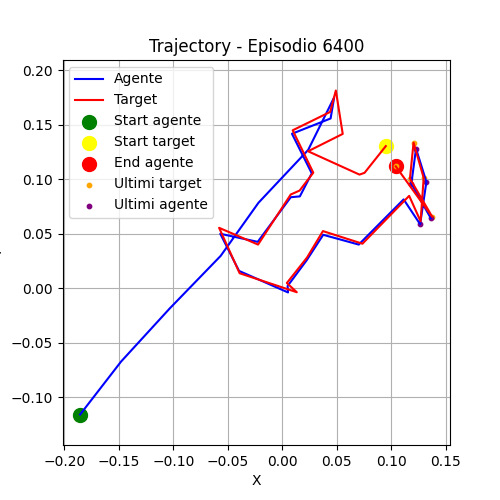 Trajectory - Episodio 6400
0.20
0.15
0.10
0.05
0.00
−0.05
−0.10
Agente
Target
Start agente
Start target
End agente
Ultimi target
Ultimi agente
−0.20 −0.15 −0.10 −0.05 0.00 0.05 0.10 0.15
X